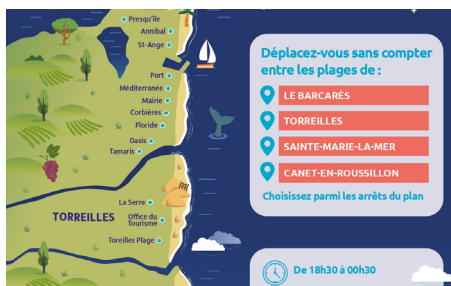 Presqu'île
Annibal
St-Ange
Port
Méditerranée
Mairie
Corbières
Floride
Oasis
Tamaris
La Serre
TORREILLES
Office du
Tourisme
Toreilles Plage
Déplacez-vous sans compter
entre les plages de :
LE BARCARÈS
TORREILLES
SAINTE-MARIE-LA-MER
CANET-EN-ROUSSILLON
Choisissez parmi les arrêts du plan
De 18h30 à 00h30